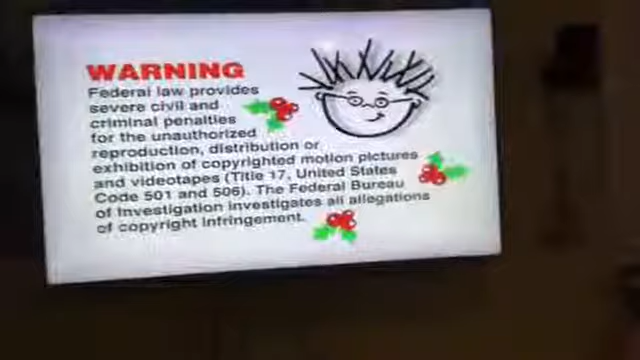 WARNING
Federal law provides
severe civil and
criminal penalties
for the unauthorized
reproduction, distribution or
exhibition of copyrighted motion pictures
and videotapes (Title 17, United States
Code 501 and 506). The Federal Bureau
of Investigation investigates all allegations
of copyright infringement.